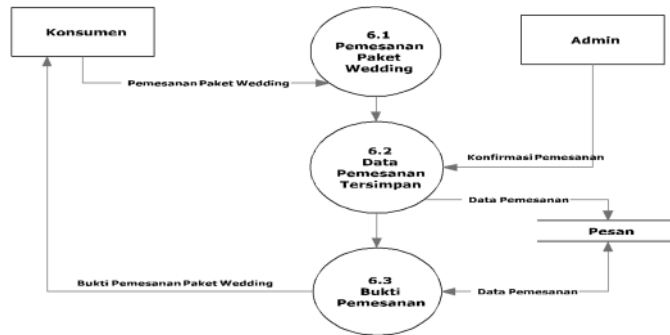 Konsumen
6.1
Pemesanan
Paket
Wedding
Admin
Pemesanan Paket Wedding
6.2
Data
Pemesanan
Tersimpan
Konfirmasi Pemesanan
Data Pemesanan
Pesan
Bukti Pemesanan Paket Wedding
6.3
Bukti
Pemesanan
Data Pemesanan